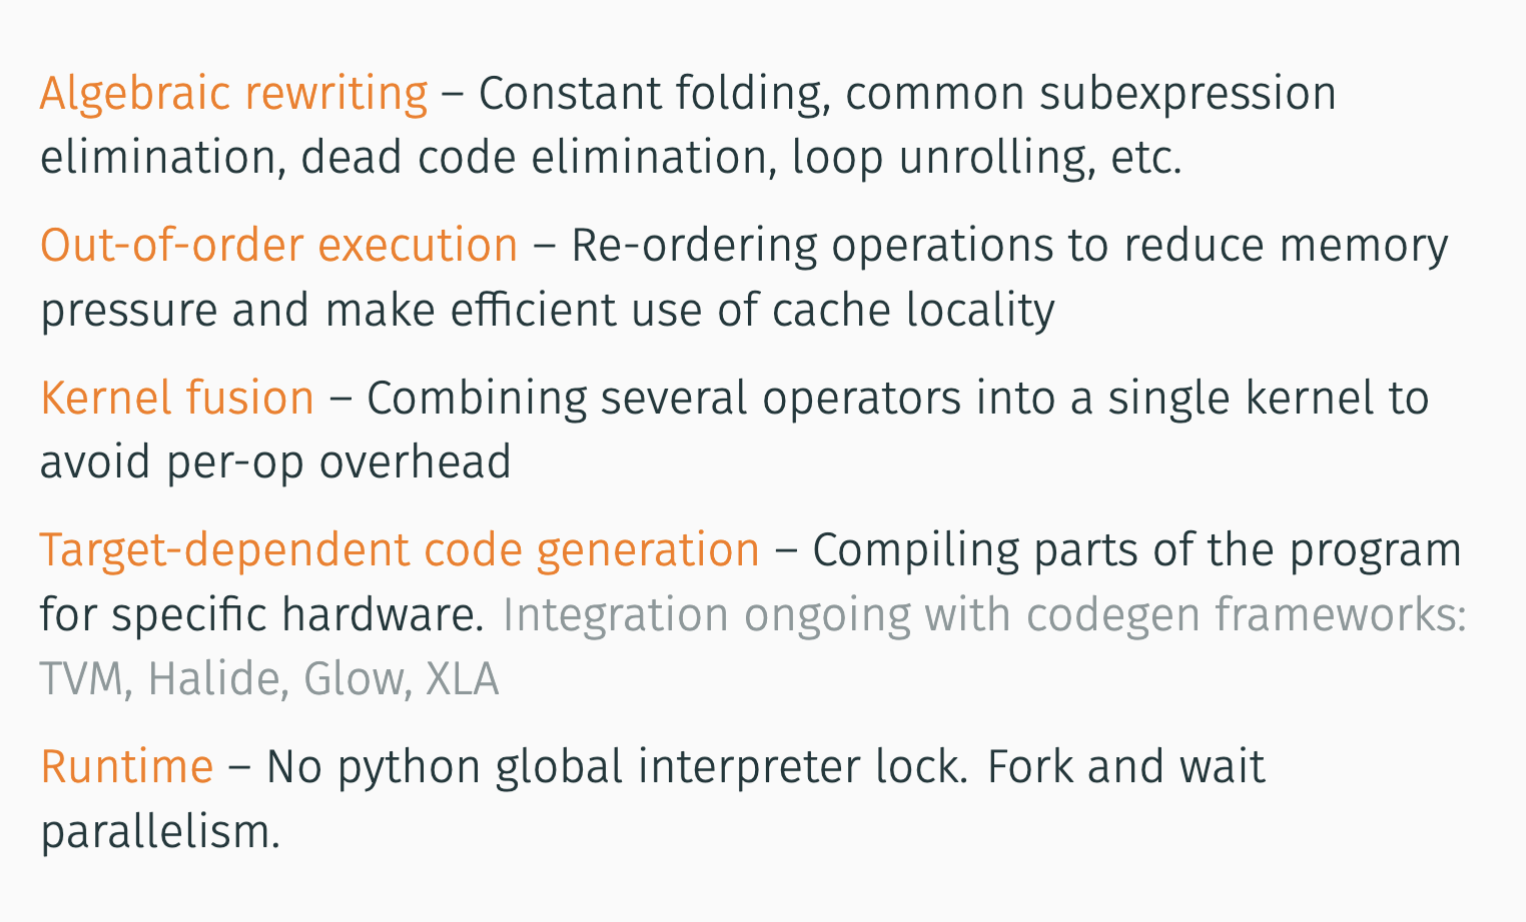 Algebraic rewriting – Constant folding, common subexpression
elimination, dead code elimination, loop unrolling, etc.
Out-of-order execution – Re-ordering operations to reduce memory
pressure and make efficient use of cache locality
Kernel fusion – Combining several operators into a single kernel to
avoid per-op overhead
Target-dependent code generation – Compiling parts of the program
for specific hardware. Integration ongoing with codegen frameworks:
TVM, Halide, Glow, XLA
Runtime – No python global interpreter lock. Fork and wait
parallelism.